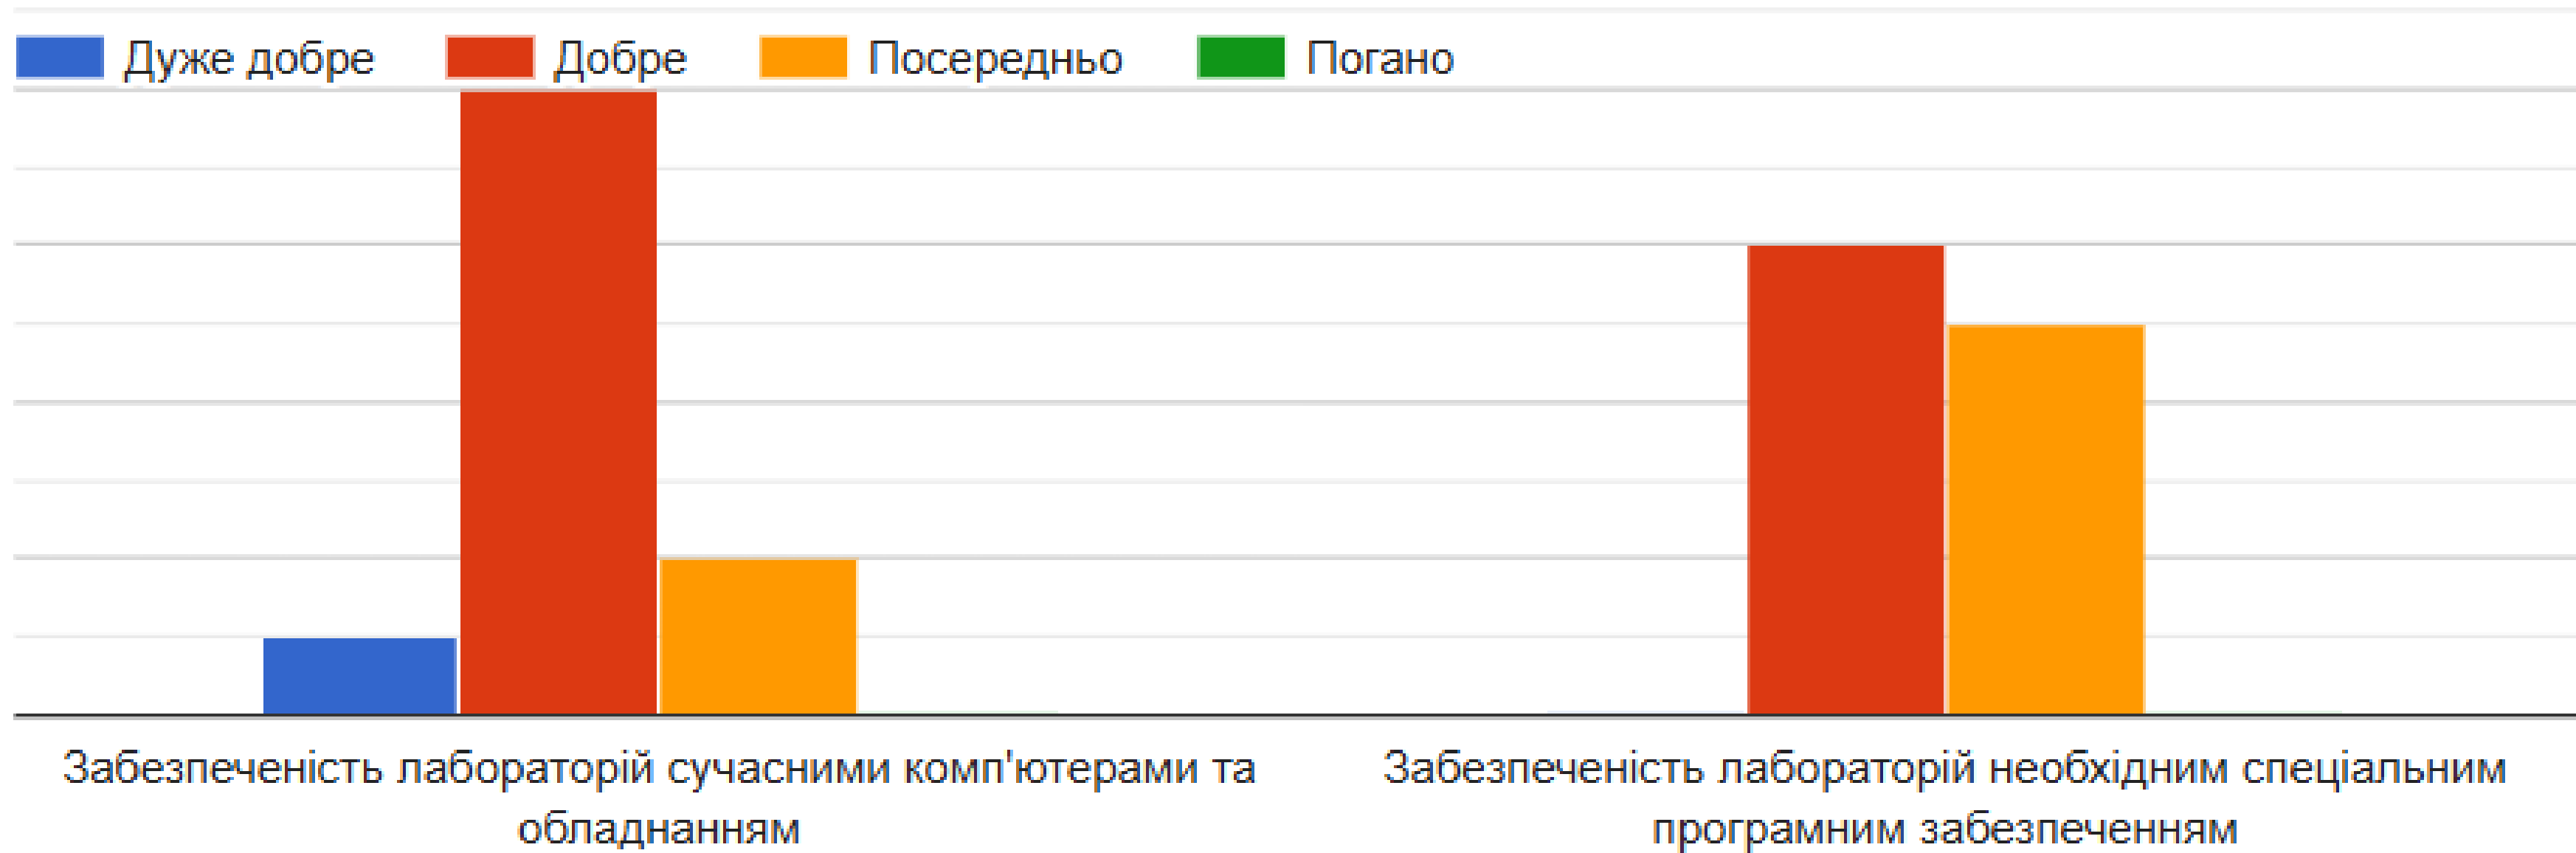 Дуже добре Добре Посередньо Погано
Забезпеченість лабораторій сучасними комп'ютерами та
обладнанням
Забезпеченість лабораторій необхідним спеціальним
програмним забезпеченням